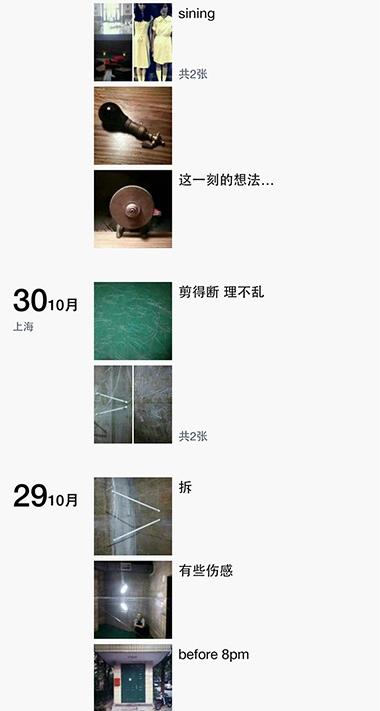 sining
共2张
这一刻的想法...
30 10月
剪得断 理不乱
上海
共2张
29 10月
拆
有些伤感
before 8pm